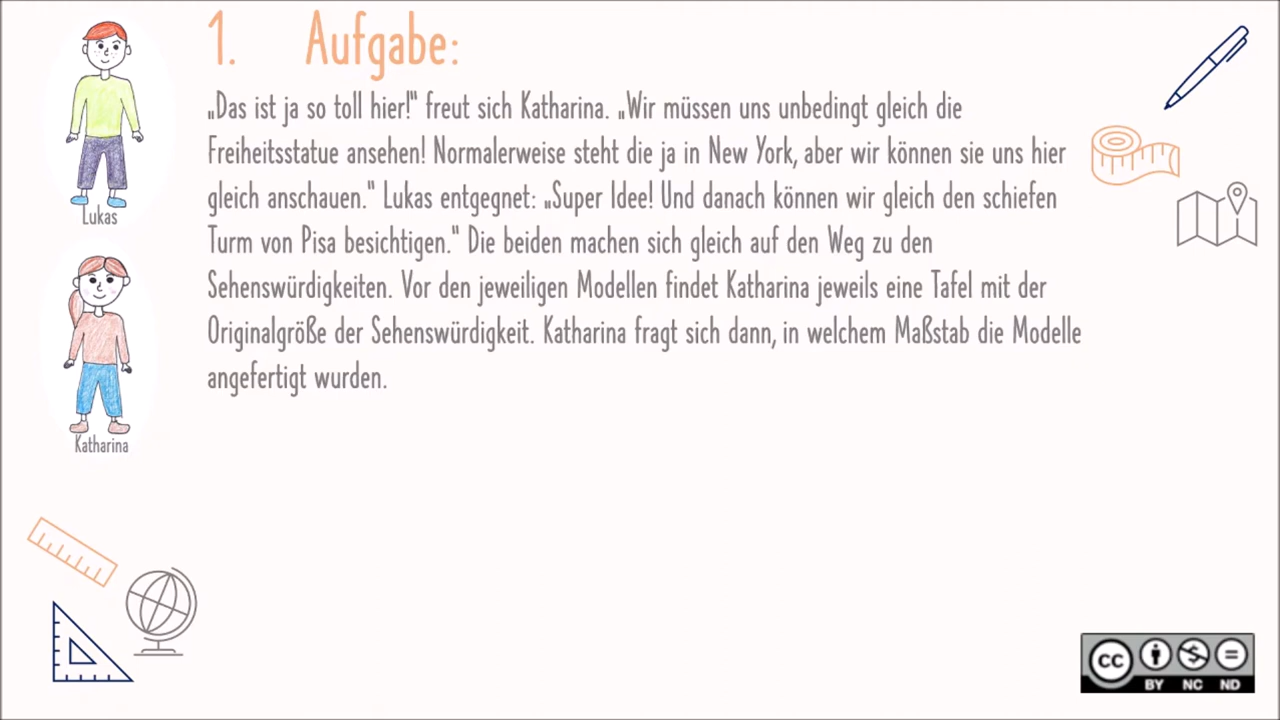 1. Aufgabe:
„Das ist ja so toll hier!" freut sich Katharina. „Wir müssen uns unbedingt gleich die
Freiheitsstatue ansehen! Normalerweise steht die ja in New York, aber wir können sie uns hier
gleich anschauen." Lukas entgegnet: „Super Idee! Und danach können wir gleich den schiefen
Turm von Pisa besichtigen." Die beiden machen sich gleich auf den Weg zu den
Sehenswürdigkeiten. Vor den jeweiligen Modellen findet Katharina jeweils eine Tafel mit der
Originalgröße der Sehenswürdigkeit. Katharina fragt sich dann, in welchem Maßstab die Modelle
angefertigt wurden.
Lukas
Katharina
CC BY NC ND